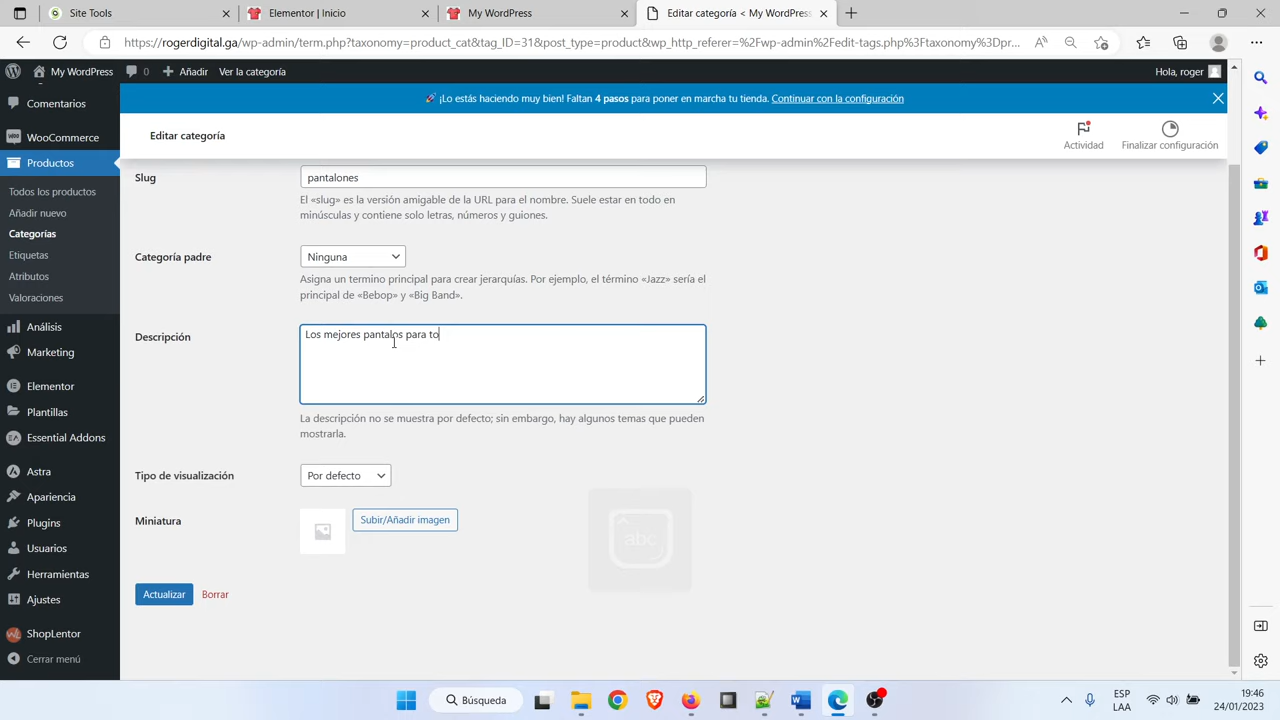 Site Tools
Elementor | Inicio
My WordPress
Editar categoría < My WordPress
https://rogerdigital.ga/wp-admin/term.php?taxonomy=product_cat&tag_ID=31&post_type=product&wp_http_referer=%2Fwp-admin%2Fedit-tags.php%3Ftaxonomy%3Dpr...
My WordPress
0
Añadir
Ver la categoría
Hola, roger
Comentarios
🚀 ¡Lo estás haciendo muy bien! Faltan 4 pasos para poner en marcha tu tienda. Continuar con la configuración
WooCommerce
Editar categoría
Actividad
Finalizar configuración
Productos
Todos los productos
Añadir nuevo
Categorías
Etiquetas
Atributos
Valoraciones
Análisis
Marketing
Elementor
Plantillas
Essential Addons
Astra
Apariencia
Plugins
Usuarios
Herramientas
Ajustes
ShopLentor
Cerrar menú
Slug
pantalones
El «slug» es la versión amigable de la URL para el nombre. Suele estar en todo en
minúsculas y contiene solo letras, números y guiones.
Categoría padre
Ninguna
Asigna un termino principal para crear jerarquías. Por ejemplo, el término «Jazz» sería el
principal de «Bebop» y «Big Band».
Descripción
Los mejores pantalos para to
La descripción no se muestra por defecto; sin embargo, hay algunos temas que pueden
mostrarla.
Tipo de visualización
Por defecto
Miniatura
Subir/Añadir imagen
abc
Actualizar
Borrar
Búsqueda
ESP
LAA
19:46
24/01/2023